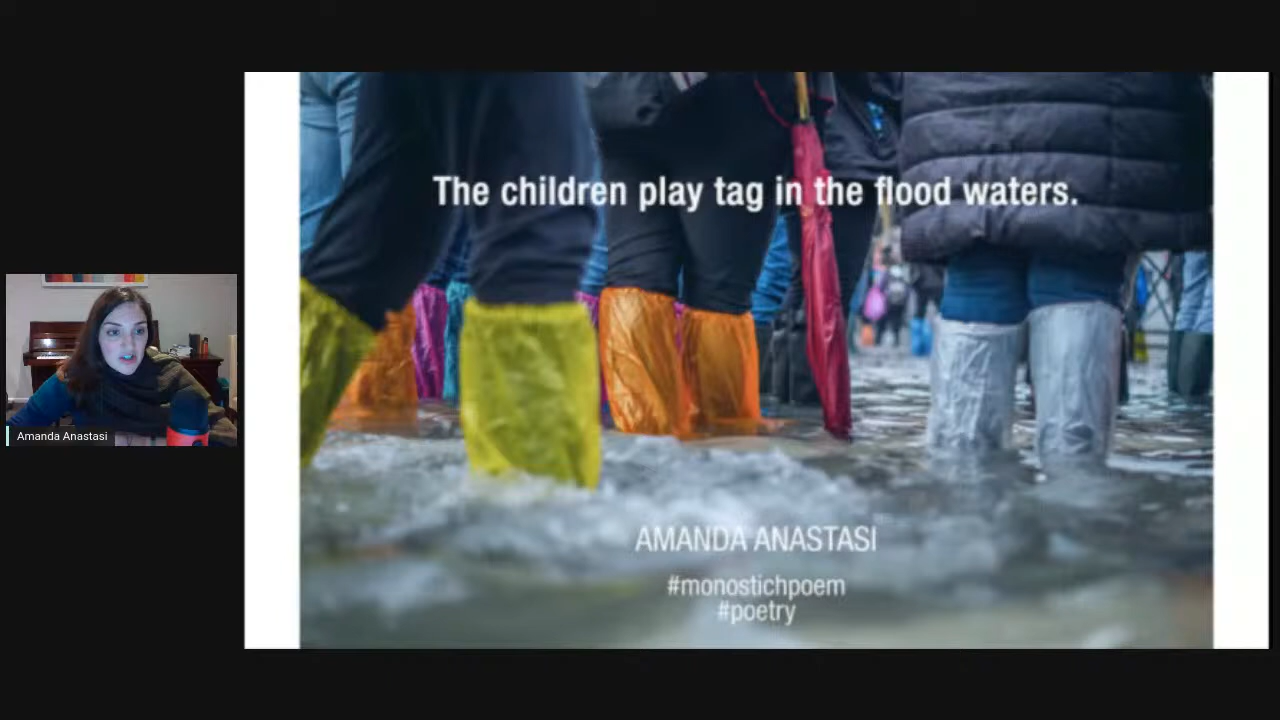 The children play tag in the flood waters.
AMANDA ANASTASI
#monostichpoem
#poetry
Amanda Anastasi